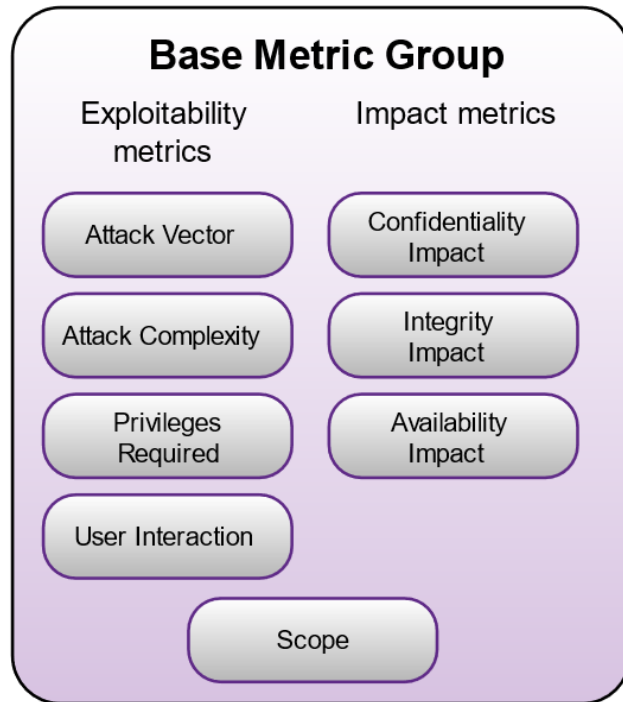 Base Metric Group
Exploitability
metrics
Impact metrics
Attack Vector
Attack Complexity
Privileges
Required
User Interaction
Confidentiality
Impact
Integrity
Impact
Availability
Impact
Scope